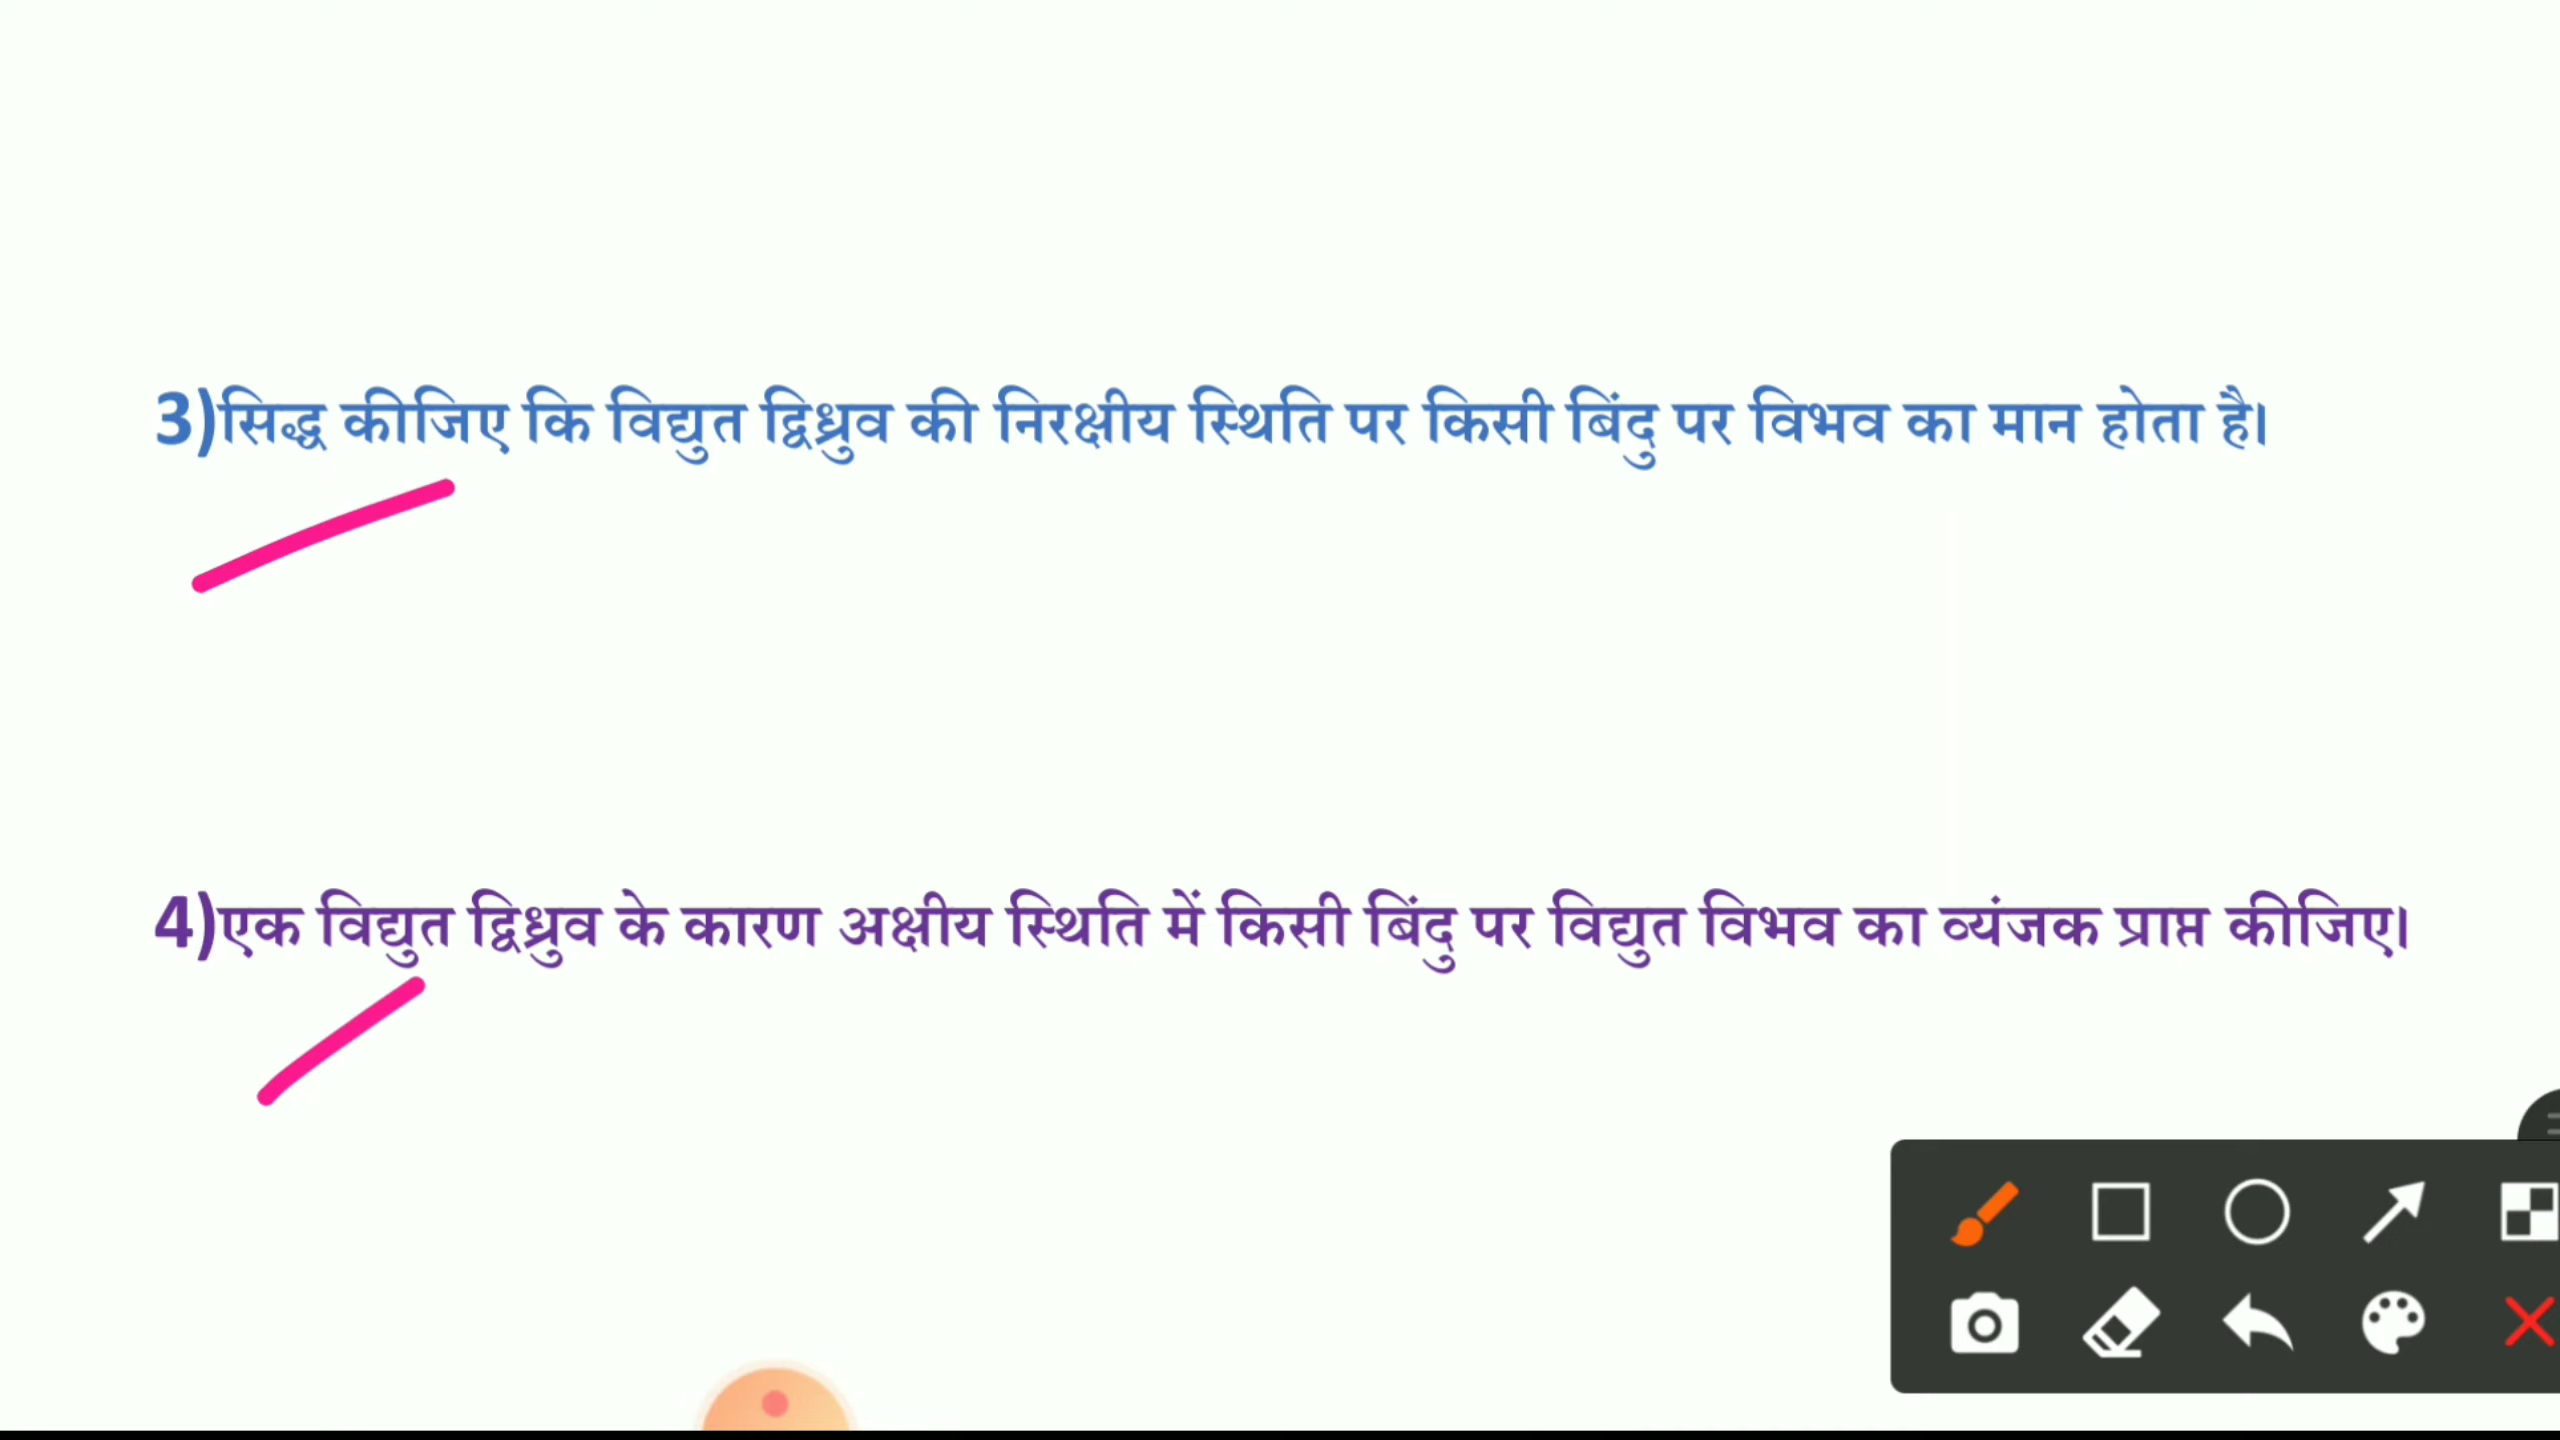 3)सिद्ध कीजिए कि विद्युत द्विध्रुव की निरक्षीय स्थिति पर किसी बिंदु पर विभव का मान होता है।
4)एक विद्युत द्विध्रुव के कारण अक्षीय स्थिति में किसी बिंदु पर विद्युत विभव का व्यंजक प्राप्त कीजिए।